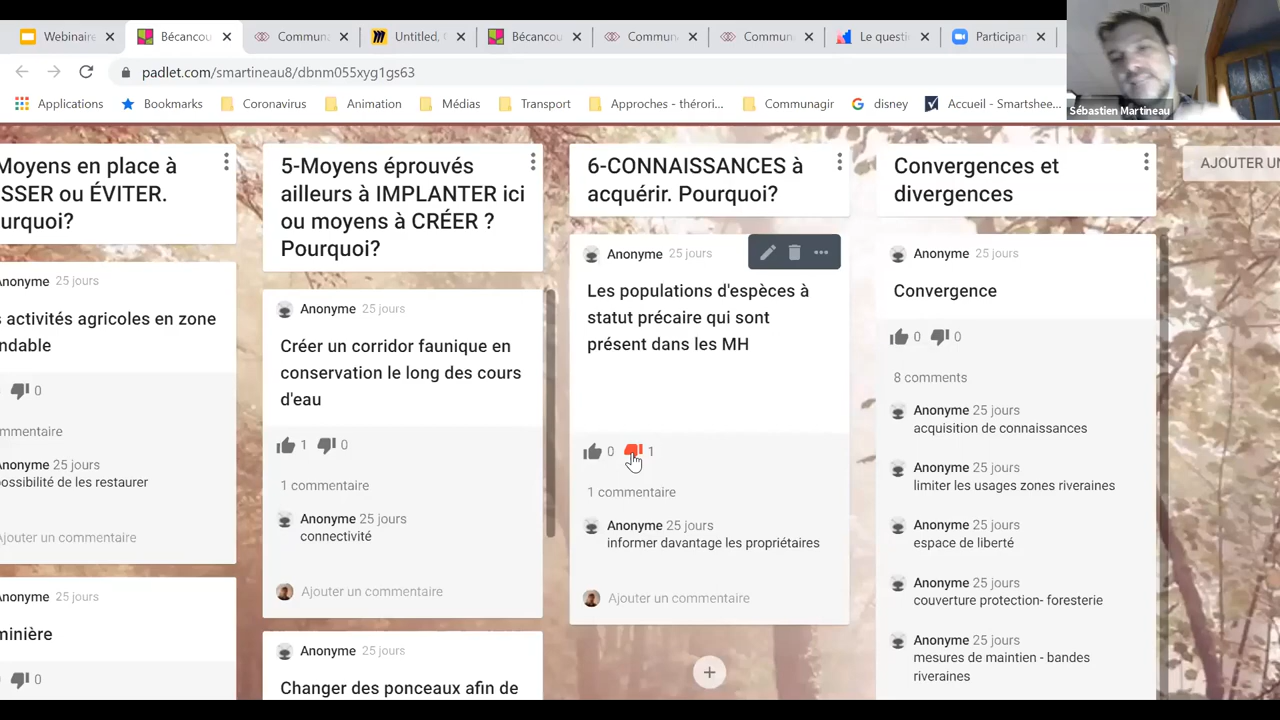 Webinaire
Bécancou
Commun
Untitled,
Bécancou
Commun
Commun
Le questi
Participan
padlet.com/smartineau8/dbnm055xyg1gs63
Applications
Bookmarks
Coronavirus
Animation
Médias
Transport
Approches - thérori...
Communagir
disney
Accueil - Smartshee...
Sébastien Martineau
Moyens en place à
SSER ou ÉVITER.
urquoi?
nonyme 25 jours
s activités agricoles en zone
ndable
0
mmentaire
nonyme 25 jours
ossibilité de les restaurer
Ajouter un commentaire
nonyme 25 jours
minière
0
5-Moyens éprouvés
ailleurs à IMPLANTER ici
ou moyens à CRÉER ?
Pourquoi?
Anonyme 25 jours
Créer un corridor faunique en
conservation le long des cours
d'eau
1 0
1 commentaire
Anonyme 25 jours
connectivité
Ajouter un commentaire
Anonyme 25 jours
Changer des ponceaux afin de
6-CONNAISSANCES à
acquérir. Pourquoi?
Anonyme 25 jours
Les populations d'espèces à
statut précaire qui sont
présent dans les MH
0 1
1 commentaire
Anonyme 25 jours
informer davantage les propriétaires
Ajouter un commentaire
Convergences et
divergences
Anonyme 25 jours
Convergence
0 0
8 comments
Anonyme 25 jours
acquisition de connaissances
Anonyme 25 jours
limiter les usages zones riveraines
Anonyme 25 jours
espace de liberté
Anonyme 25 jours
couverture protection- foresterie
Anonyme 25 jours
mesures de maintien - bandes
riveraines
AJOUTER UN